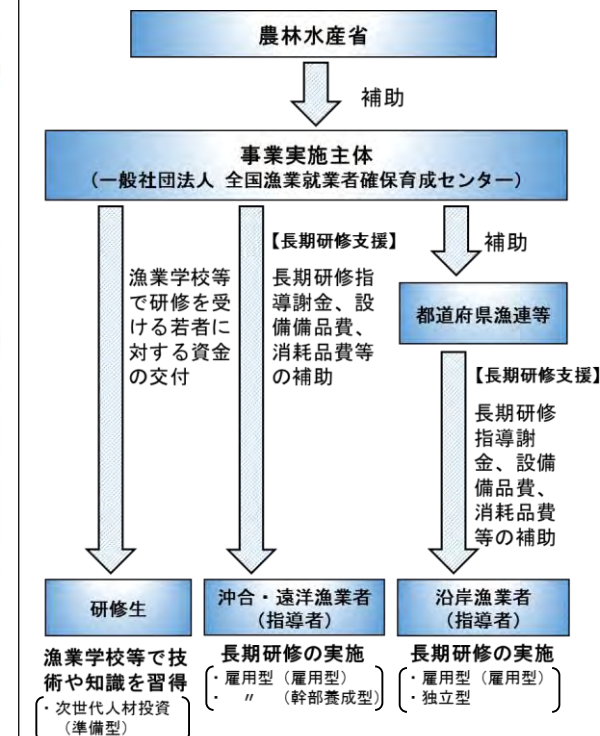 農林水産省
補助
事業実施主体
(一般社団法人 全国漁業就業者確保育成センター)
漁業学校等
で研修を受
ける若者に
対する資金
の交付
【長期研修支援】
長期研修指
導謝金、設
備備品費、
消耗品費等
の補助
補助
都道府県漁連等
【長期研修支援】
長期研修
指導謝
金、設備
備品費、
消耗品費
等の補助
研修生
漁業学校等で技
術や知識を習得
・次世代人材投資
(準備型)
沖合・遠洋漁業者
(指導者)
長期研修の実施
・雇用型(雇用型)
・ 〃 (幹部養成型)
沿岸漁業者
(指導者)
長期研修の実施
・雇用型(雇用型)
・独立型